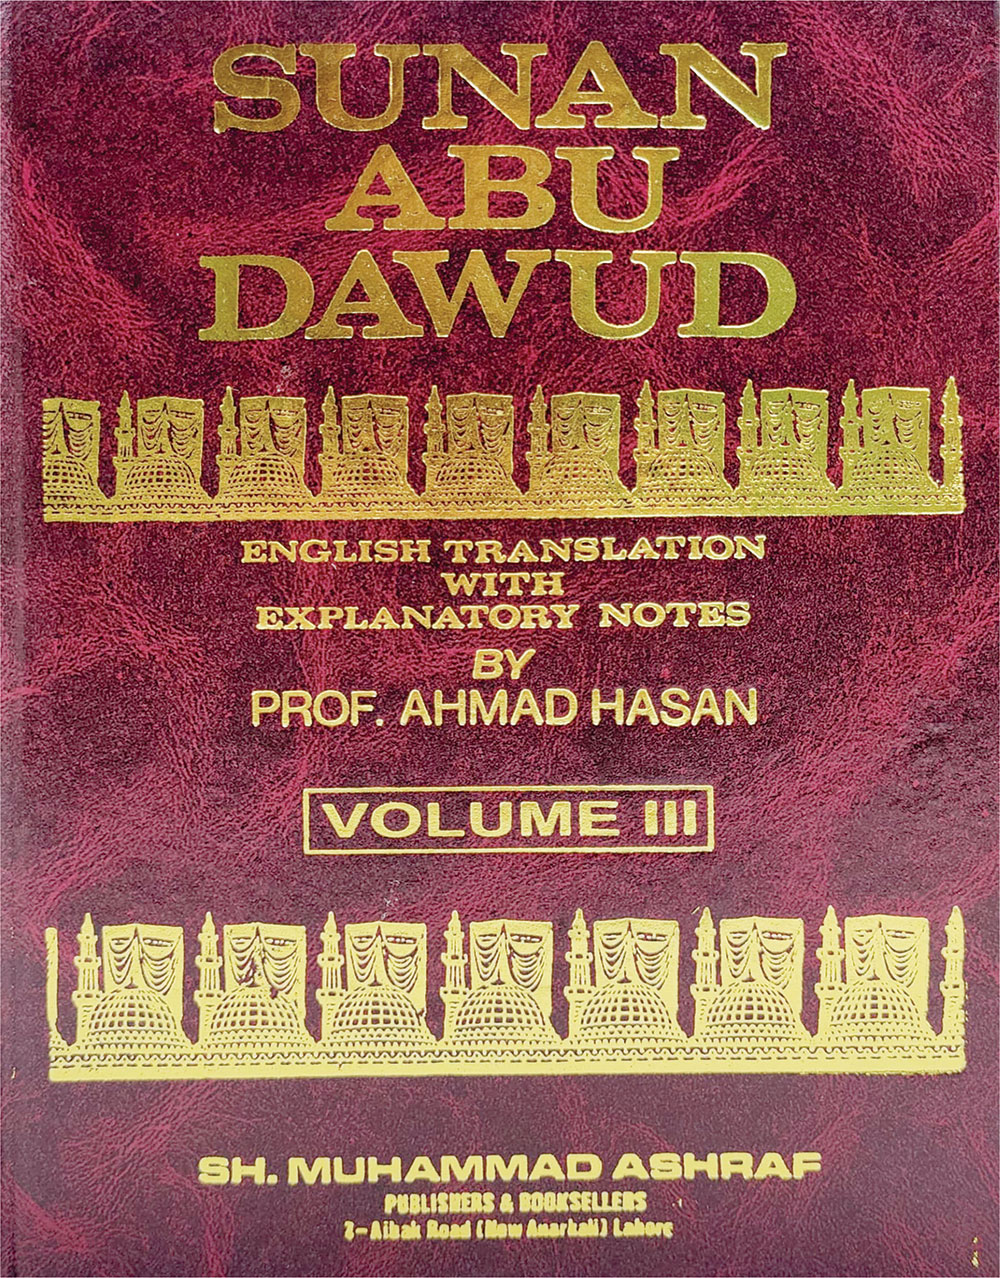 SUNAN
ABU
DAWUD
ENGLISH TRANSLATION
WITH
EXPLANATORY NOTES
BY
PROF. AHMAD HASAN
VOLUME III
SH. MUHAMMAD ASHRAF
PUBLISHERS & BOOKSELLERS
7-Aibak Road (New Anarkali) Lahore